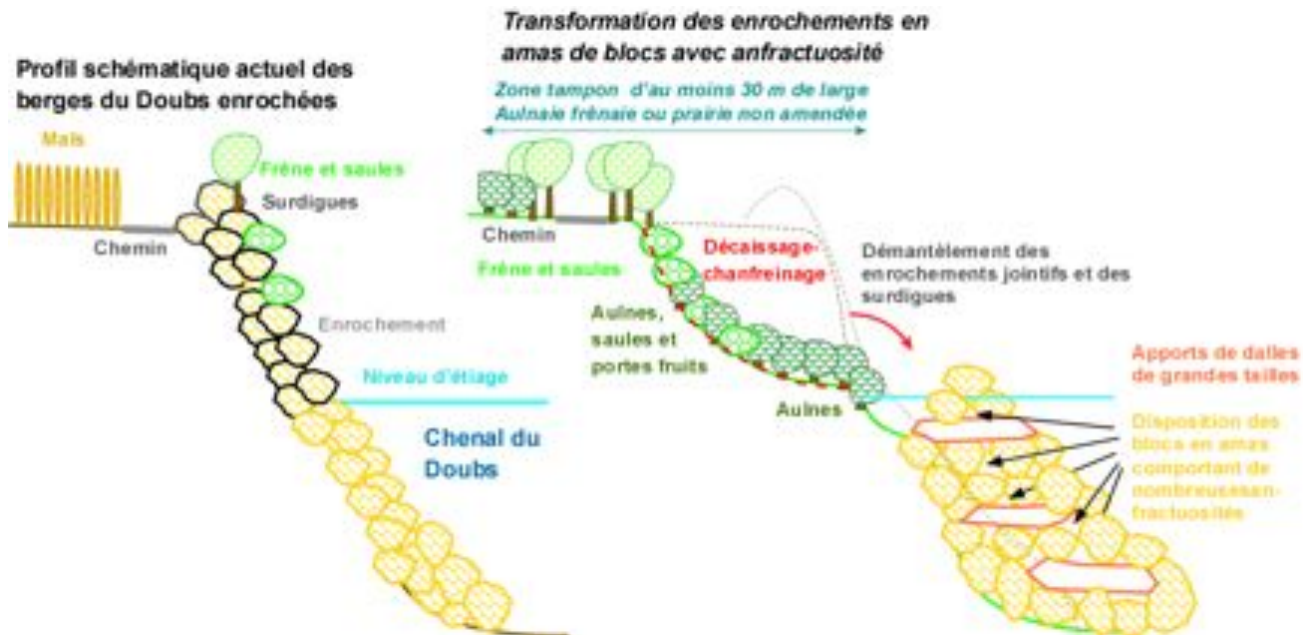 Profil schématique actuel des
berges du Doubs enrochées
Maïs
Frêne et saules
Surdigues
Chemin
Enrochement
Niveau d'étiage
Chenal du
Doubs
Transformation des enrochements en
amas de blocs avec anfractuosité
Zone tampon d'au moins 30 m de large
Aulnaie frênaie ou prairie non amendée
Chemin
Frêne et saules
Décaissage-
chanfreinage
Démantèlement des
enrochements jointifs et des
surdigues
Aulnes,
saules et
portes fruits
Aulnes
Apports de dalles
de grandes tailles
Disposition des
blocs en amas
comportant de
nombreusesan-
fractuosités